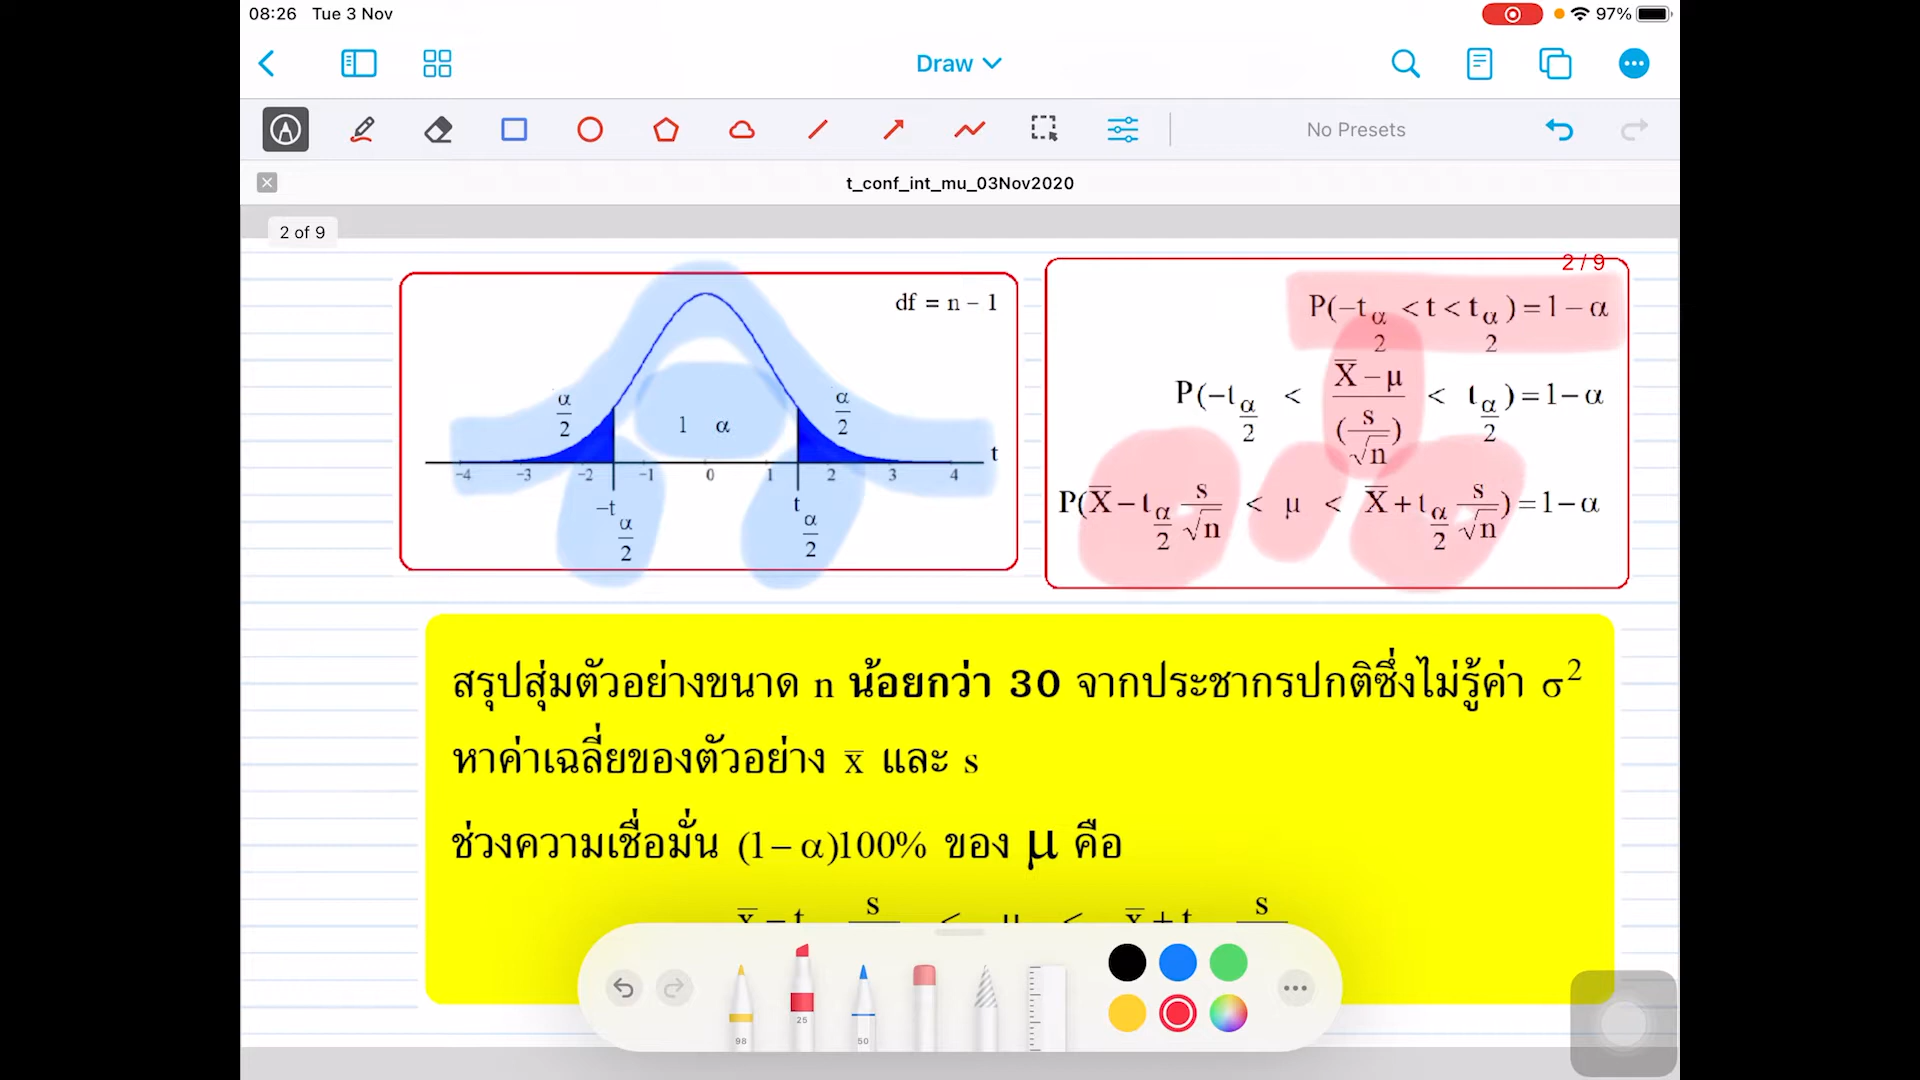 08:26 Tue 3 Nov
97%
Draw
No Presets
t_conf_int_mu_03Nov2020
2 of 9
2 / 9
df = n − 1
α/2
α/2
1 α
t
−4 −3 −2 −1 0 1 2 3 4
−t α/2
t α/2
P(−t α/2 < t < t α/2 ) = 1 − α
P(−t α/2 < (X̄ − μ)/(s/√n) < t α/2 ) = 1 − α
P(X̄ − t α/2 s/√n < μ < X̄ + t α/2 s/√n ) = 1 − α
สรุปสุ่มตัวอย่างขนาด n น้อยกว่า 30 จากประชากรปกติซึ่งไม่รู้ค่า σ²
หาค่าเฉลี่ยของตัวอย่าง x̄ และ s
ช่วงความเชื่อมั่น (1 − α)100% ของ μ คือ
x̄ − t s < μ < x̄ + t s
98
25
50